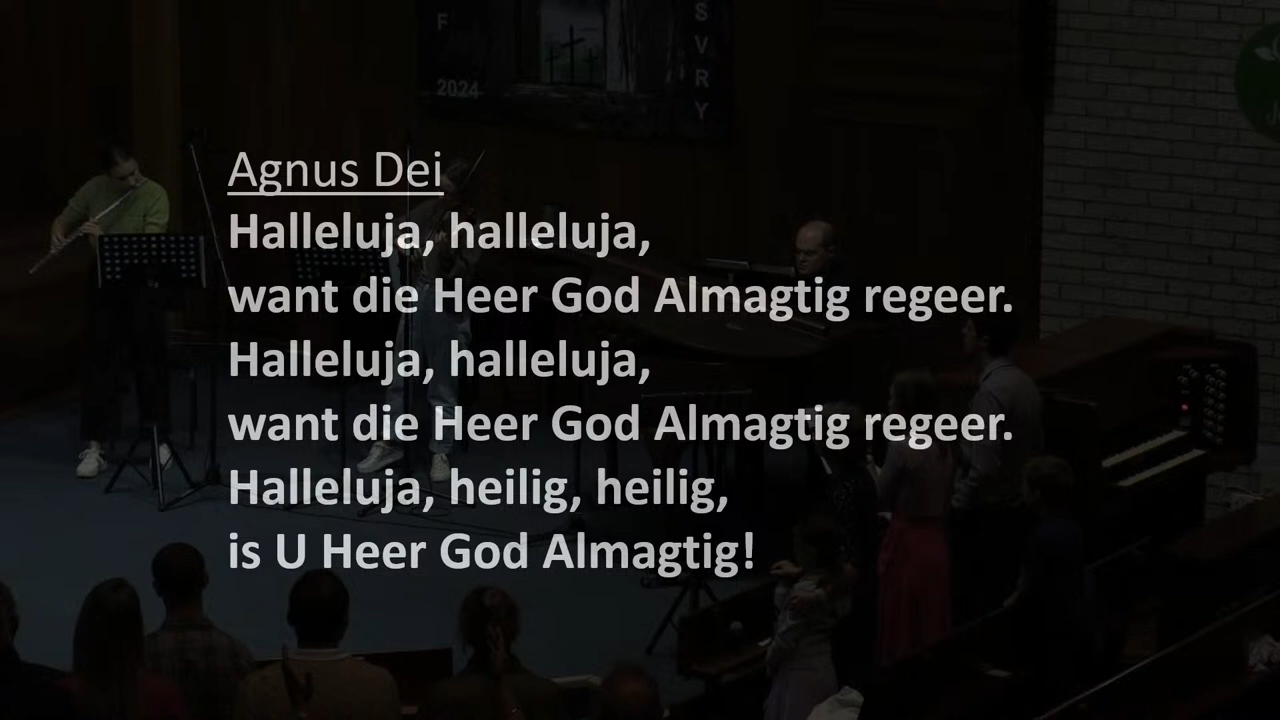 F
2024
S
V
R
Y
Agnus Dei
Halleluja, halleluja,
want die Heer God Almagtig regeer.
Halleluja, halleluja,
want die Heer God Almagtig regeer.
Halleluja, heilig, heilig,
is U Heer God Almagtig!